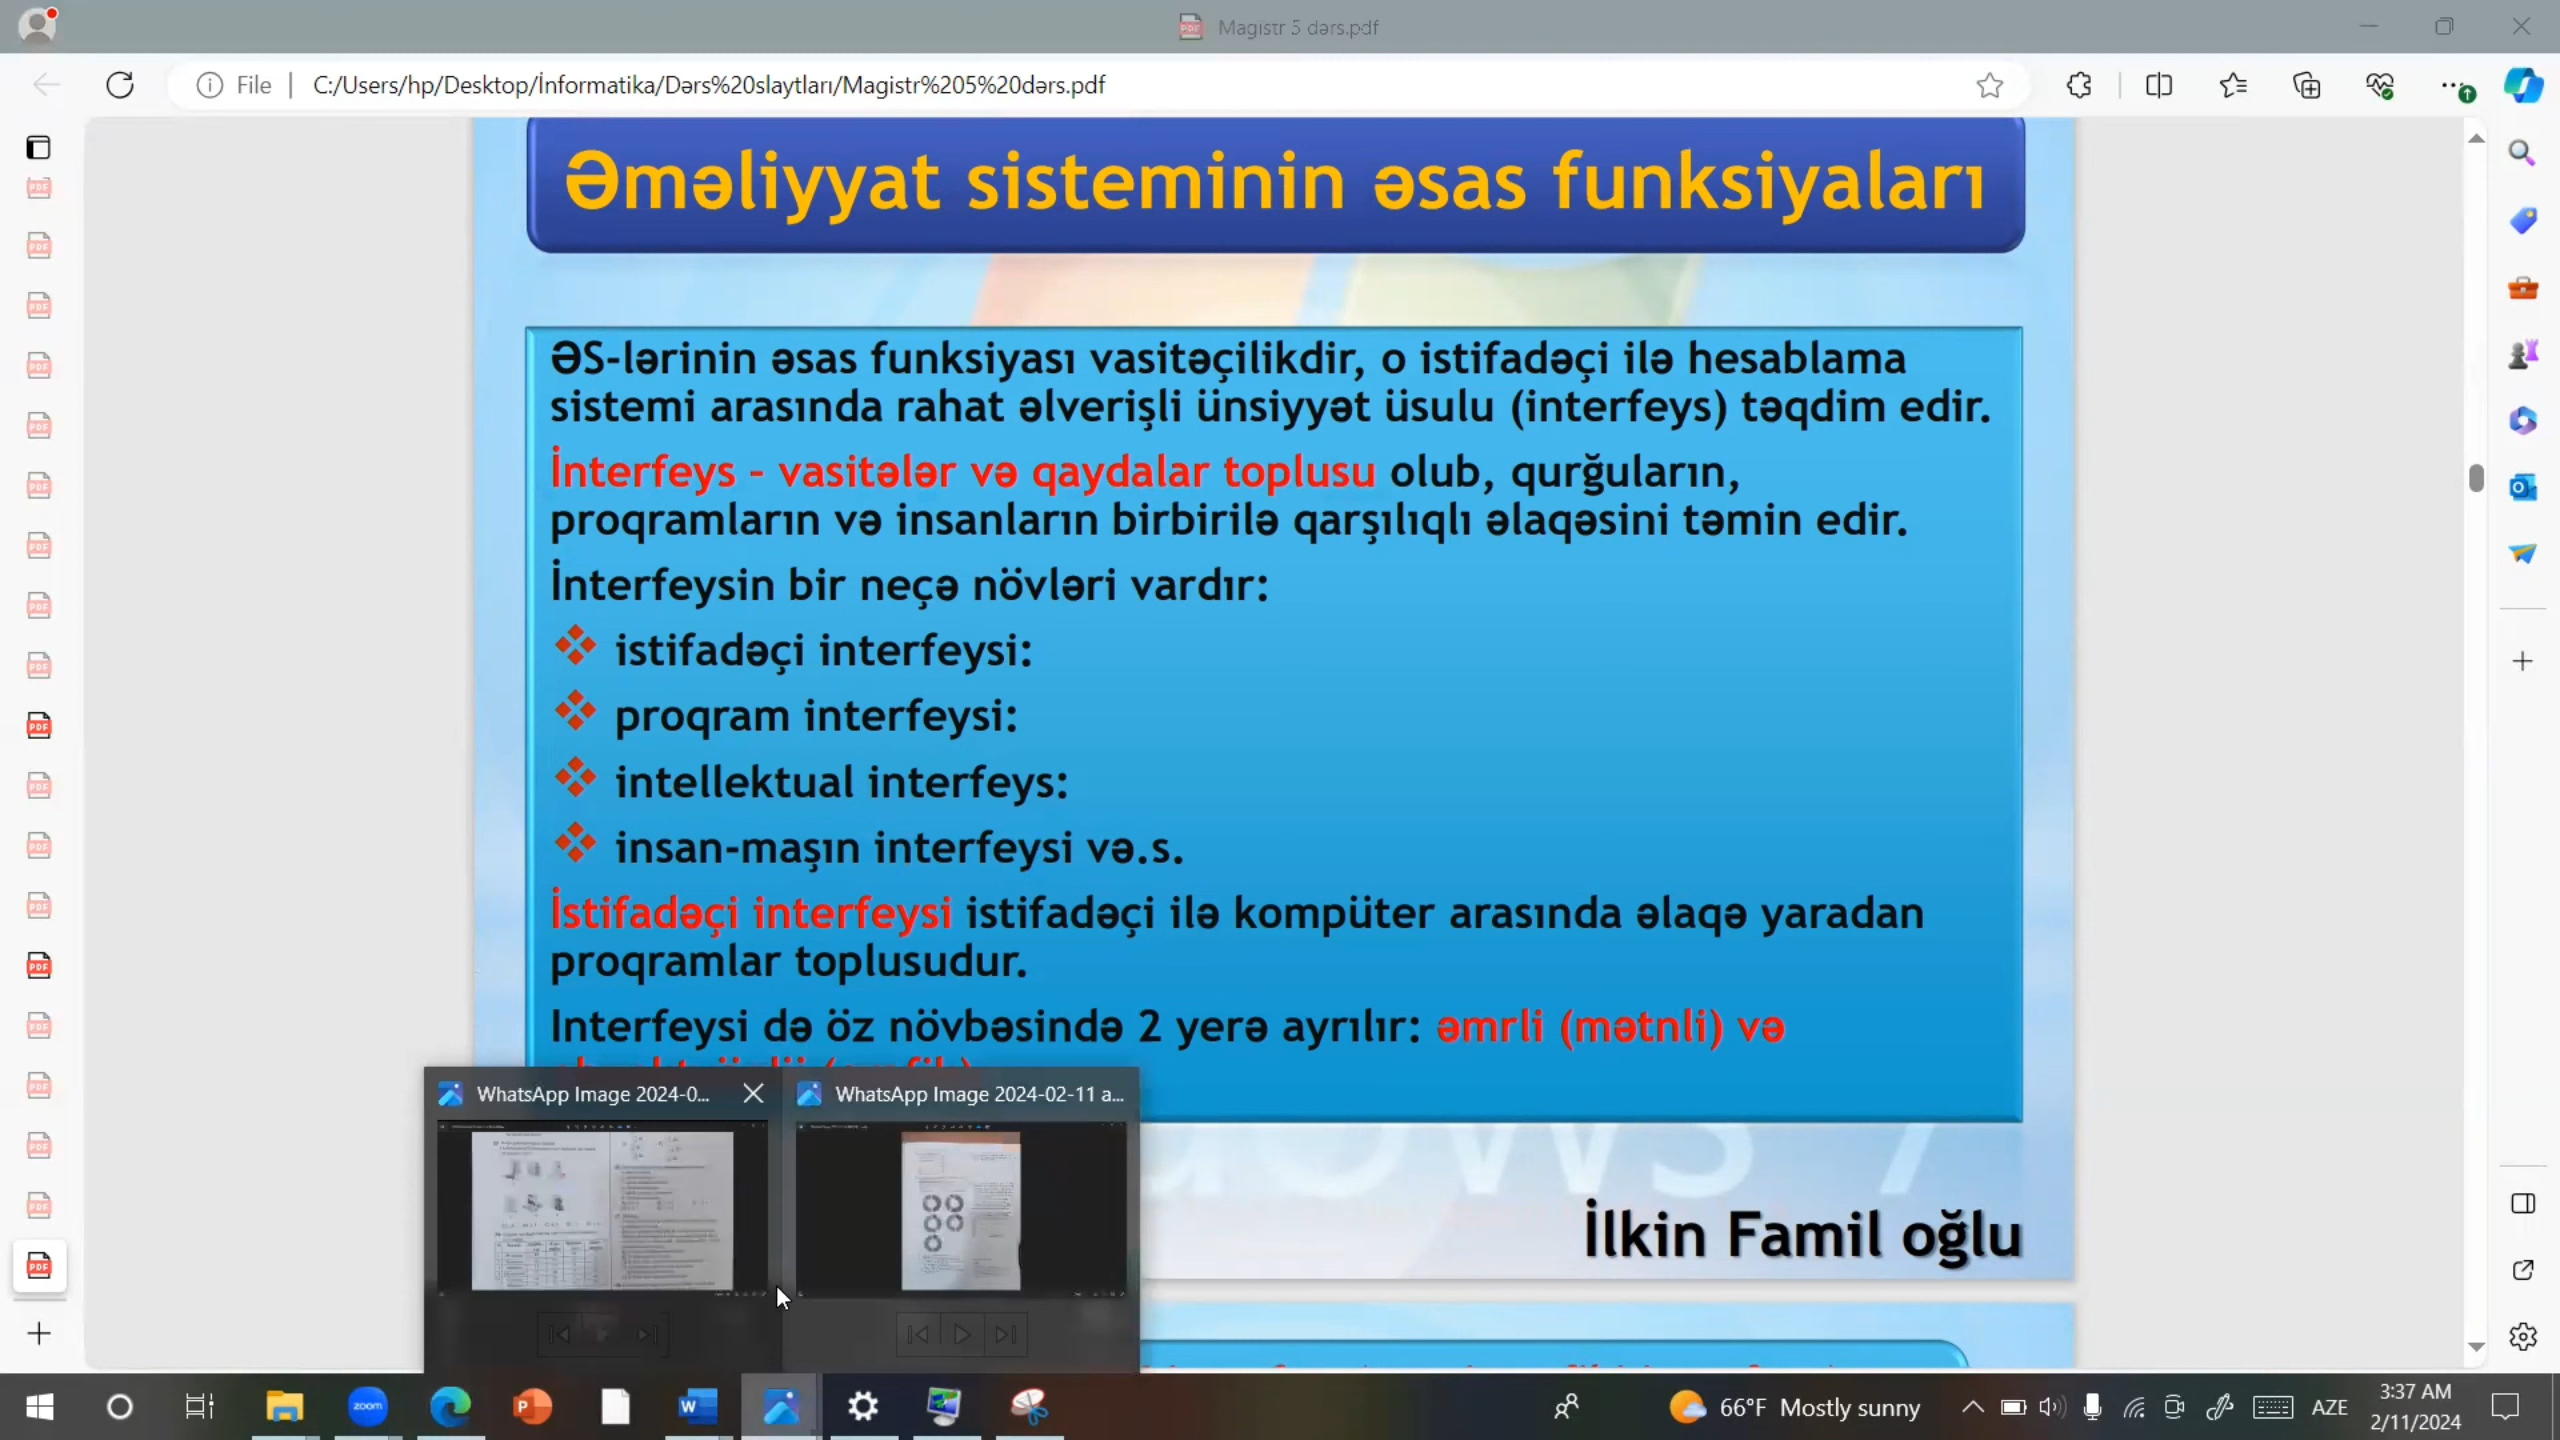 Magistr 5 dərs.pdf
File
C:/Users/hp/Desktop/İnformatika/Dərs%20slaytları/Magistr%205%20dərs.pdf
Əməliyyat sisteminin əsas funksiyaları
ƏS-lərinin əsas funksiyası vasitəçilikdir, o istifadəçi ilə hesablama
sistemi arasında rahat əlverişli ünsiyyət üsulu (interfeys) təqdim edir.
İnterfeys - vasitələr və qaydalar toplusu olub, qurğuların,
proqramların və insanların birbirilə qarşılıqlı əlaqəsini təmin edir.
İnterfeysin bir neçə növləri vardır:
istifadəçi interfeysi:
proqram interfeysi:
intellektual interfeys:
insan-maşın interfeysi və.s.
İstifadəçi interfeysi istifadəçi ilə kompüter arasında əlaqə yaradan
proqramlar toplusudur.
Interfeysi də öz növbəsində 2 yerə ayrılır: əmrli (mətnli) və
WhatsApp Image 2024-0...
WhatsApp Image 2024-02-11 a...
İlkin Famil oğlu
zoom
66°F Mostly sunny
AZE
3:37 AM
2/11/2024